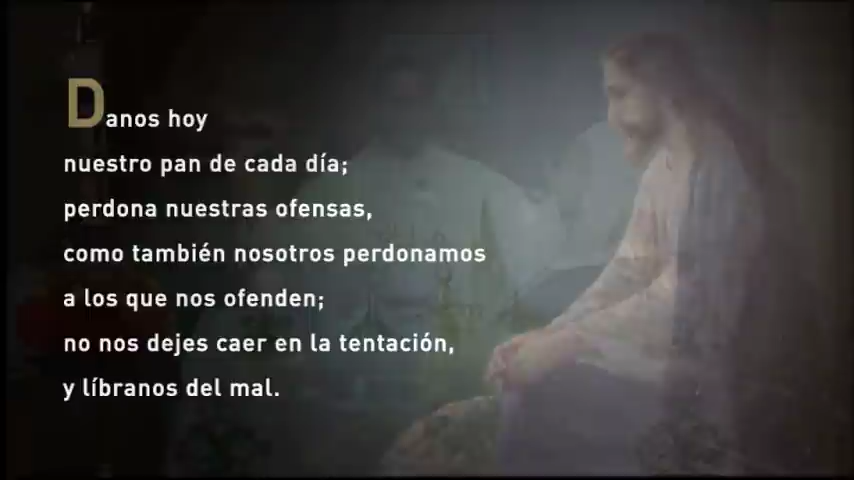 Danos hoy
nuestro pan de cada día;
perdona nuestras ofensas,
como también nosotros perdonamos
a los que nos ofenden;
no nos dejes caer en la tentación,
y líbranos del mal.